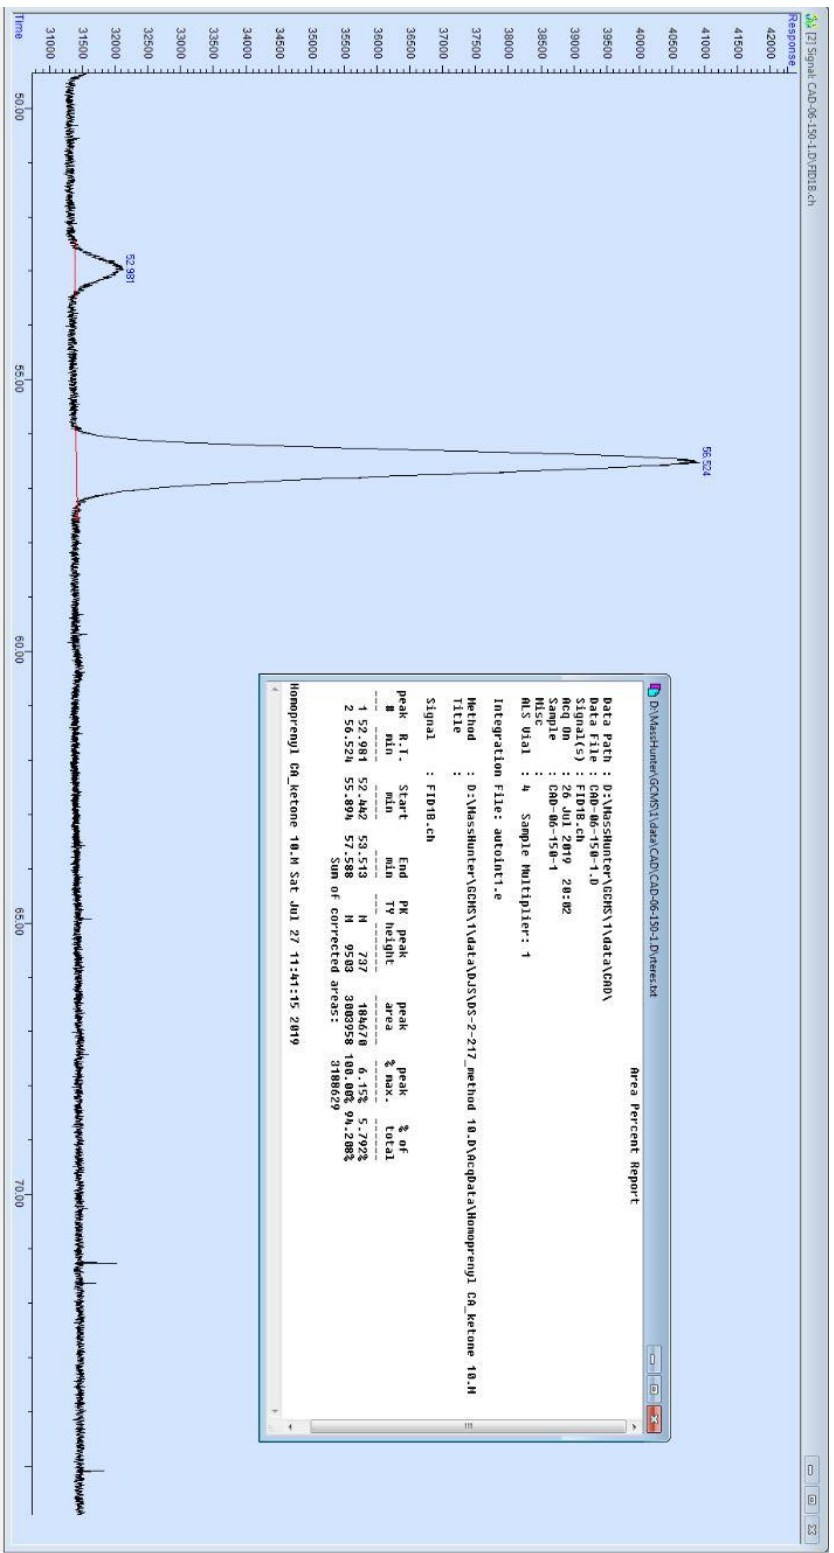 [2] Signal: CAD-06-150-1.D\FID1B.ch
Response
42000
41500
41000
40500
40000
39500
39000
38500
38000
37500
37000
36500
36000
35500
35000
34500
34000
33500
33000
32500
32000
31500
31000
Time
50.00
55.00
60.00
65.00
70.00
52.981
56.524
D:\MassHunter\GCMS\1\data\CAD\CAD-06-150-1.D\rteres.txt
Area Percent Report
Data Path : D:\MassHunter\GCMS\1\data\CAD\
Data File : CAD-06-150-1.D
Signal(s) : FID1B.ch
Acq On : 26 Jul 2019 20:02
Sample : CAD-06-150-1
Misc :
ALS Vial : 4 Sample Multiplier: 1
Integration File: autoint1.e
Method : D:\MassHunter\GCMS\1\data\DJS\DS-2-217_method 10.D\AcqData\Homoprenyl CA_ketone 10.M
Title :
Signal : FID1B.ch
peak R.T. Start End PK peak peak peak % of
# min min min TY height area % max. total
--- ----- ----- ----- --- ------- ------- ------ -------
1 52.981 52.442 53.513 M 737 184670 6.15% 5.792%
2 56.524 55.894 57.588 M 9503 3003958 100.00% 94.208%
Sum of corrected areas: 3188629
Homoprenyl CA_ketone 10.M Sat Jul 27 11:41:15 2019